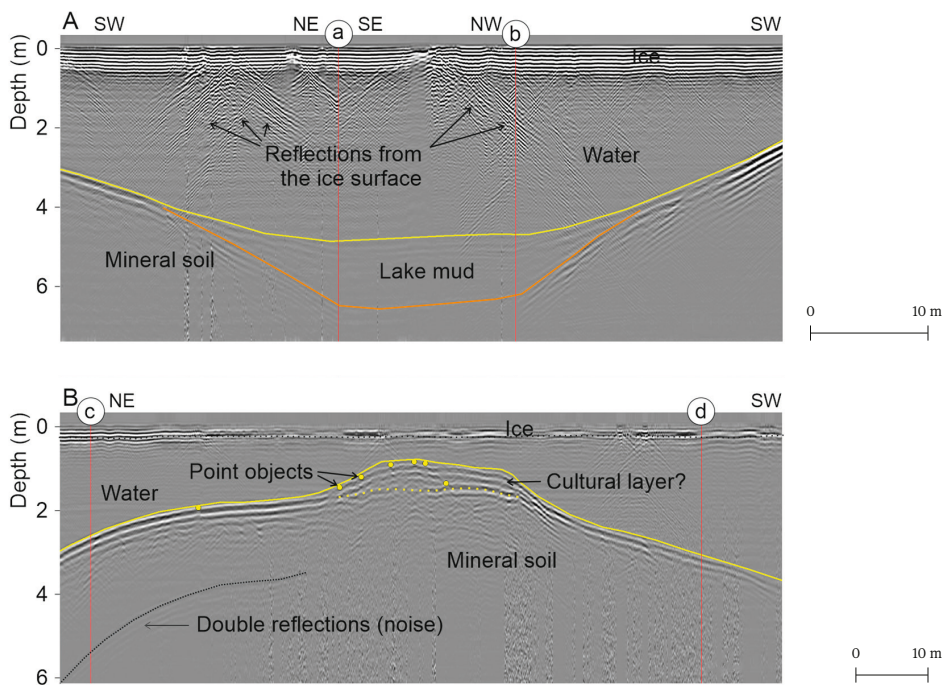 A
SW
NE
a
SE
NW
b
SW
Depth (m)
0
2
4
6
Ice
Reflections from
the ice surface
Water
Mineral soil
Lake mud
0
10 m
B
c
NE
d
SW
Depth (m)
0
2
4
6
Ice
Point objects
Cultural layer?
Water
Mineral soil
Double reflections (noise)
0
10 m